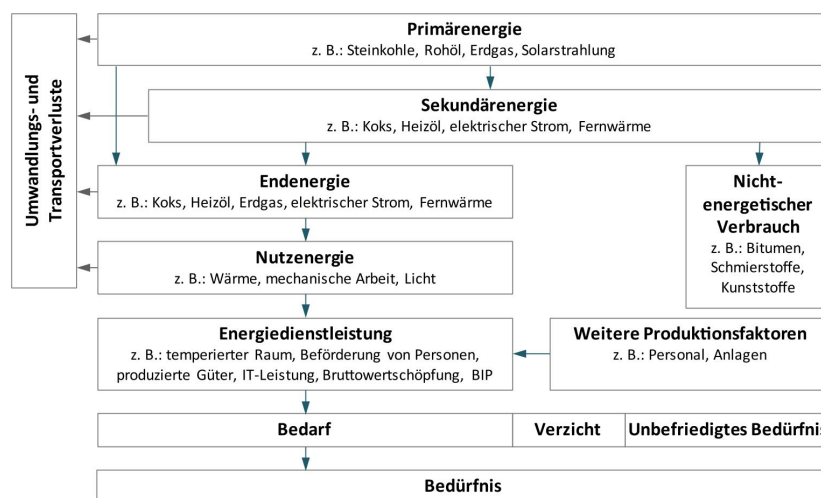 Primärenergie
z. B.: Steinkohle, Rohöl, Erdgas, Solarstrahlung
Umwandlungs- und
Transportverluste
Sekundärenergie
z. B.: Koks, Heizöl, elektrischer Strom, Fernwärme
Endenergie
z. B.: Koks, Heizöl, Erdgas, elektrischer Strom, Fernwärme
Nicht-
energetischer
Verbrauch
z. B.: Bitumen,
Schmierstoffe,
Kunststoffe
Nutzenergie
z. B.: Wärme, mechanische Arbeit, Licht
Energiedienstleistung
z. B.: temperierter Raum, Beförderung von Personen,
produzierte Güter, IT-Leistung, Bruttowertschöpfung, BIP
Weitere Produktionsfaktoren
z. B.: Personal, Anlagen
Bedarf
Verzicht
Unbefriedigtes Bedürfnis
Bedürfnis